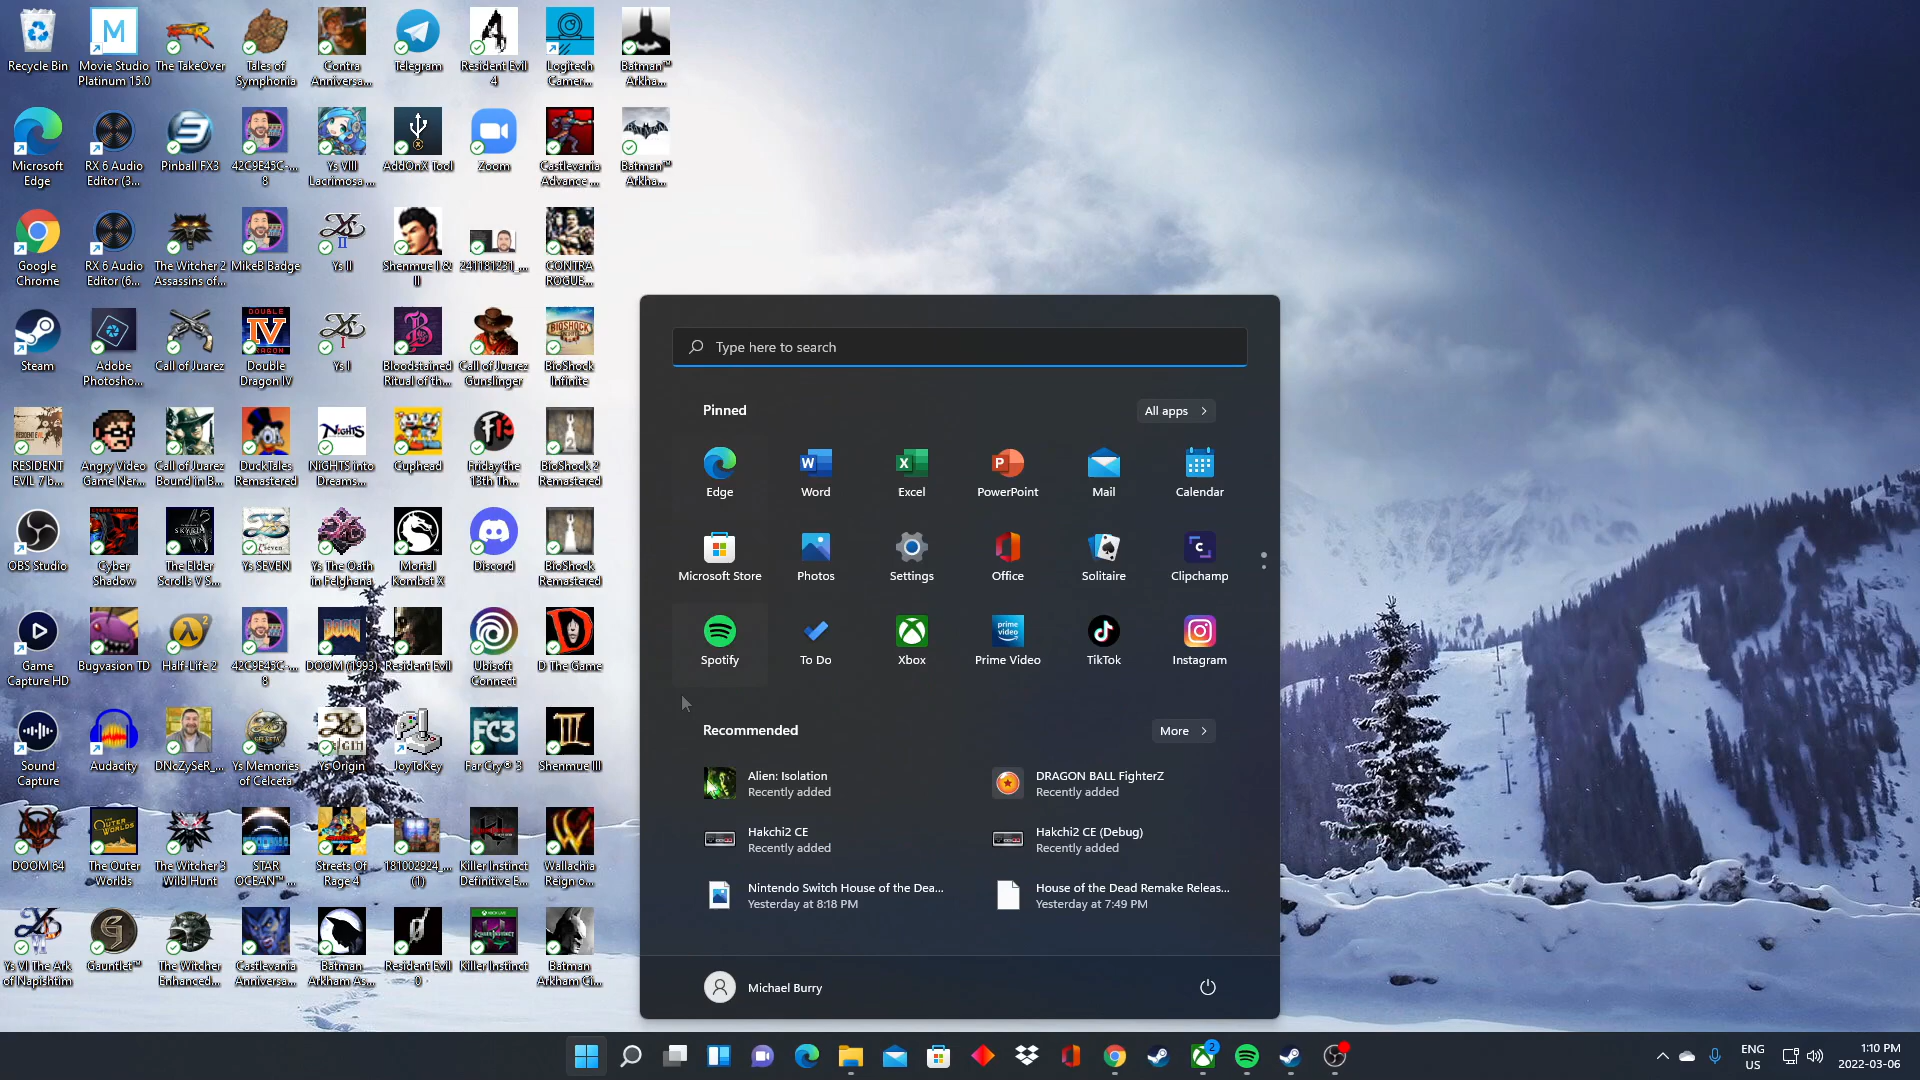 Recycle Bin
Movie Studio
Platinum 15.0
The TakeOver
Tales of
Symphonia
Contra
Anniversa...
Telegram
Resident Evil
4
Logitech
Camer...
Batman™
Arkha...
Microsoft
Edge
RX 6 Audio
Editor (3...
Pinball FX3
42C9E45C-...
8
Ys VIII
Lacrimosa ...
AddOnX Tool
Zoom
Castlevania
Advance ...
Batman™
Arkha...
Google
Chrome
RX 6 Audio
Editor (6...
The Witcher 2
Assassins of...
MikeB Badge
Ys II
Shenmue I &
II
241181231_...
CONTRA
ROGUE...
Steam
Adobe
Photosho...
Call of Juarez
Double
Dragon IV
Ys I
Bloodstained
Ritual of th...
Call of Juarez
Gunslinger
BioShock
Infinite
RESIDENT
EVIL 7 b...
Angry Video
Game Ner...
Call of Juarez
Bound in B...
DuckTales
Remastered
NiGHTS into
Dreams...
Cuphead
Friday the
13th Th...
BioShock 2
Remastered
OBS Studio
Cyber
Shadow
The Elder
Scrolls V S...
Ys SEVEN
Ys The Oath
in Felghana
Mortal
Kombat X
Discord
BioShock
Remastered
Game
Capture HD
Bugvasion TD
Half-Life 2
42C9E45C-...
8
DOOM (1993)
Resident Evil
Ubisoft
Connect
D The Game
Sound
Capture
Audacity
DNcZySeR_...
Ys Memories
of Celceta
Ys Origin
JoyToKey
Far Cry® 3
Shenmue III
DOOM 64
The Outer
Worlds
The Witcher 3
Wild Hunt
STAR
OCEAN™ ...
Streets Of
Rage 4
181002924_...
(1)
Killer Instinct
Definitive E...
Wallachia
Reign o...
Ys VI The Ark
of Napishtim
Gauntlet™
The Witcher
Enhanced...
Castlevania
Anniversa...
Batman
Arkham As...
Resident Evil
0
Killer Instinct
Batman
Arkham Ci...
Type here to search
Pinned
All apps
Edge
Word
Excel
PowerPoint
Mail
Calendar
Microsoft Store
Photos
Settings
Office
Solitaire
Clipchamp
Spotify
To Do
Xbox
Prime Video
TikTok
Instagram
Recommended
More
Alien: Isolation
Recently added
DRAGON BALL FighterZ
Recently added
Hakchi2 CE
Recently added
Hakchi2 CE (Debug)
Recently added
Nintendo Switch House of the Dea...
Yesterday at 8:18 PM
House of the Dead Remake Releas...
Yesterday at 7:49 PM
Michael Burry
2
ENG
US
1:10 PM
2022-03-06